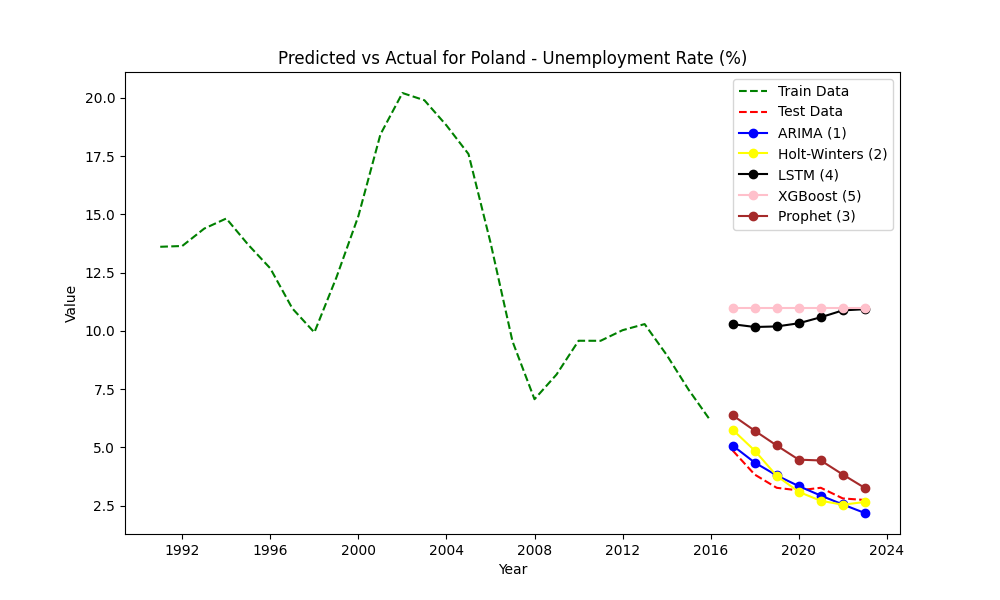 Predicted vs Actual for Poland - Unemployment Rate (%)
20.0
17.5
15.0
12.5
10.0
7.5
5.0
2.5
Value
Train Data
Test Data
ARIMA (1)
Holt-Winters (2)
LSTM (4)
XGBoost (5)
Prophet (3)
1992 1996 2000 2004 2008 2012 2016 2020 2024
Year